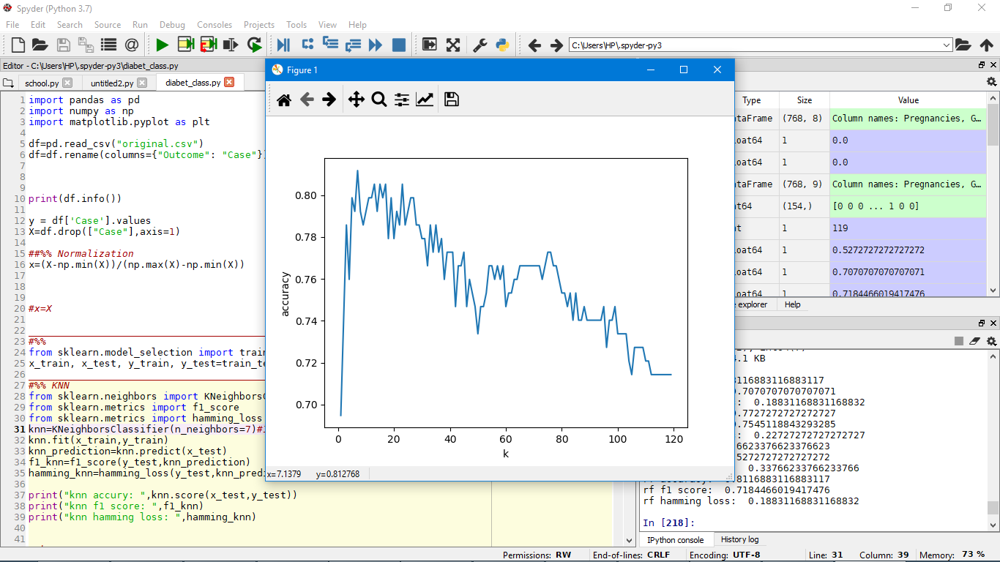 Spyder (Python 3.7)
File Edit Search Source Run Debug Consoles Projects Tools View Help
C:\Users\HP\.spyder-py3
Editor - C:\Users\HP\.spyder-py3\diabet_class.py
school.py untitled2.py diabet_class.py
1 import pandas as pd
2 import numpy as np
3 import matplotlib.pyplot as plt
4
5 df=pd.read_csv("original.csv")
6 df=df.rename(columns={"Outcome": "Case"})
7
8
9
10 print(df.info())
11
12 y = df['Case'].values
13 X=df.drop(["Case"],axis=1)
14
15 ##%% Normalization
16 x=(X-np.min(X))/(np.max(X)-np.min(X))
17
18
19
20 #x=X
21
22
23 #%%
24 from sklearn.model_selection import train
25 x_train, x_test, y_train, y_test=train_te
26
27 #%% KNN
28 from sklearn.neighbors import KNeighborsC
29 from sklearn.metrics import f1_score
30 from sklearn.metrics import hamming_loss
31 knn=KNeighborsClassifier(n_neighbors=7)#
32 knn.fit(x_train,y_train)
33 knn_prediction=knn.predict(x_test)
34 f1_knn=f1_score(y_test,knn_prediction)
35 hamming_knn=hamming_loss(y_test,knn_predi
36
37 print("knn accury: ",knn.score(x_test,y_test))
38 print("knn f1 score: ",f1_knn)
39 print("knn hamming loss: ",hamming_knn)
40
41
Figure 1
accuracy
0.80
0.78
0.76
0.74
0.72
0.70
0 20 40 60 80 100 120
k
x=7.1379 y=0.812768
Type Size Value
taFrame (768, 8) Column names: Pregnancies, G…
oat64 1 0.0
oat64 1 0.0
taFrame (768, 9) Column names: Pregnancies, G…
nt64 (154,) [0 0 0 ... 1 0 0]
nt 1 119
oat64 1 0.5272727272727272
oat64 1 0.7070707070707071
oat64 1 0.7184466019417476
explorer Help
4.1 KB
8116883116883117
.7070707070707071
: 0.18831168831168832
.7727272727272727
.7545118843293285
: 0.22727272727272727
6623376623376623
5272727272727272
0.33766233766233766
rf accuracy: 0.8116883116883117
rf f1 score: 0.7184466019417476
rf hamming loss: 0.18831168831168832
In [218]:
IPython console History log
Permissions: RW End-of-lines: CRLF Encoding: UTF-8 Line: 31 Column: 39 Memory: 73 %